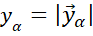 y_α = |y⃗_α|